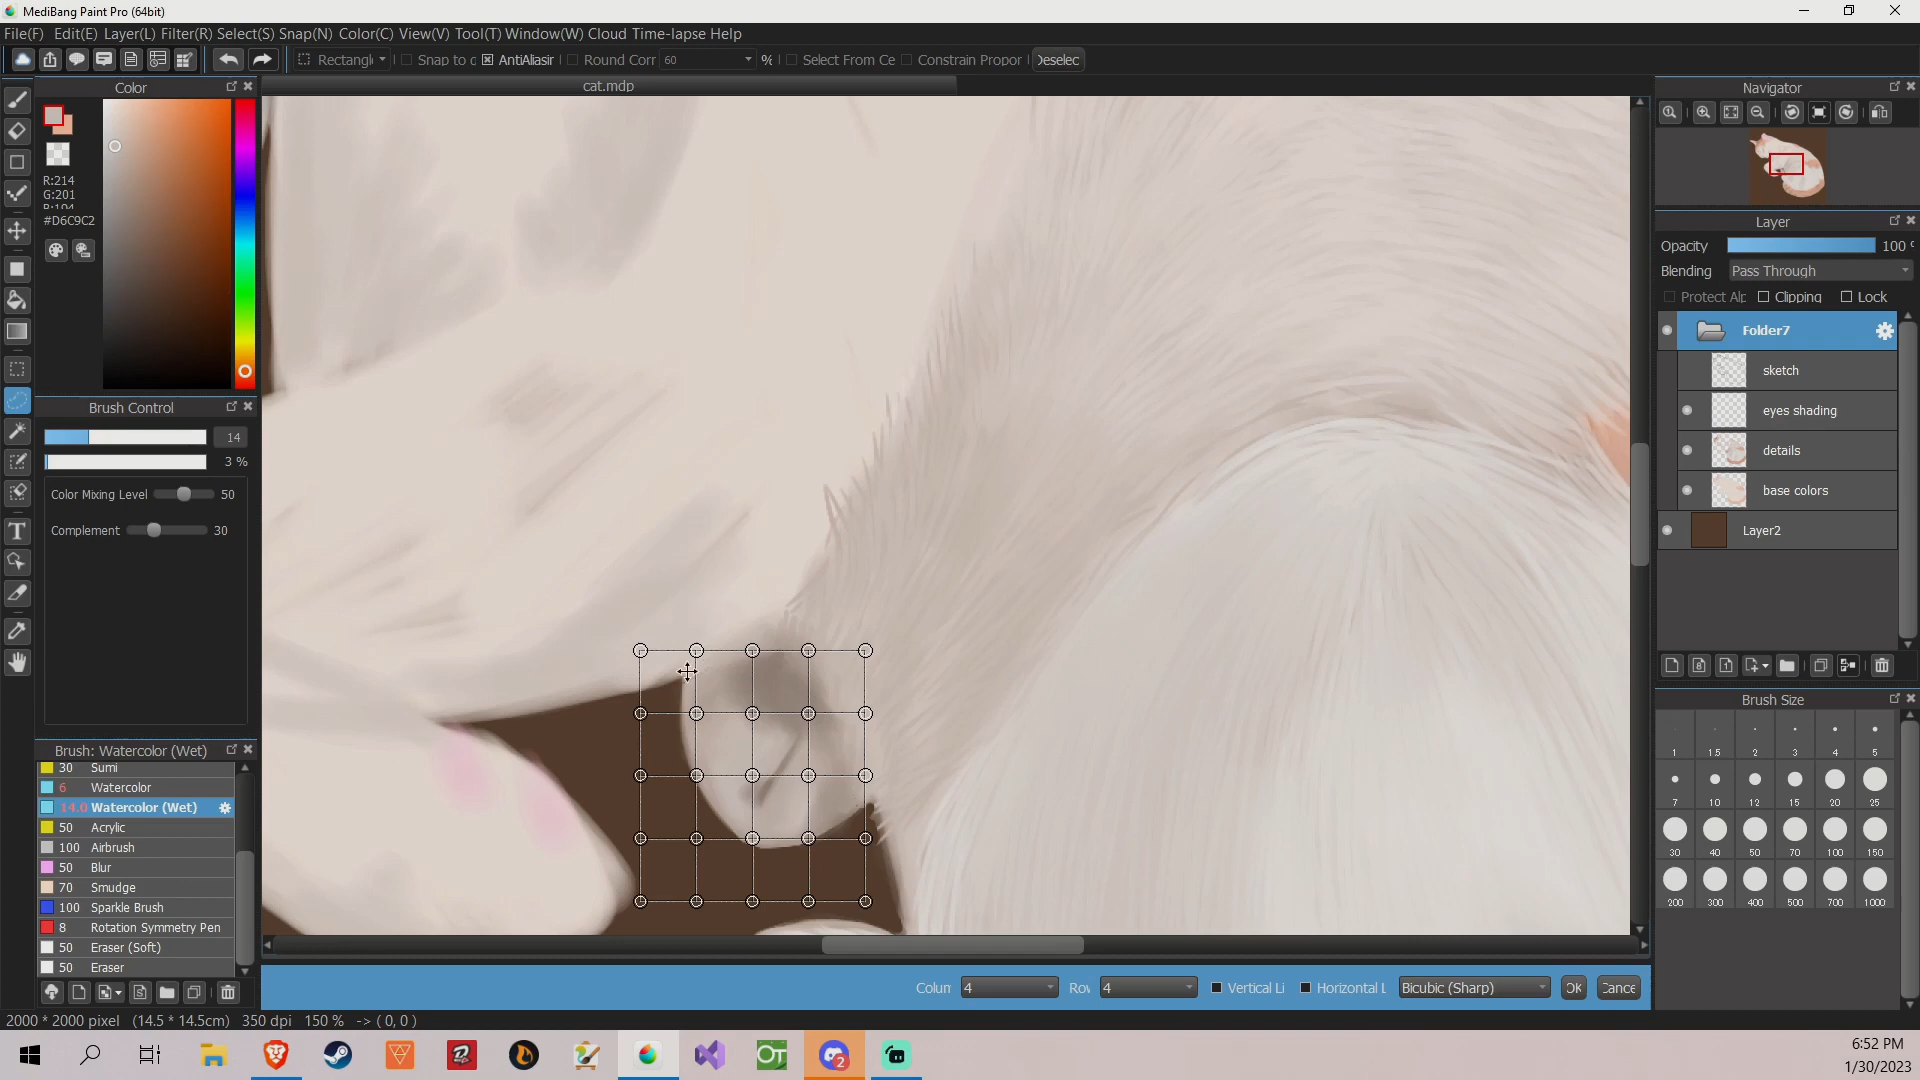 MediBang Paint Pro (64bit)
File(F) Edit(E) Layer(L) Filter(R) Select(S) Snap(N) Color(C) View(V) Tool(T) Window(W) Cloud Time-lapse Help
Rectangl Snap to c AntiAliasir Round Corr 60 % Select From Ce Constrain Propor Deselec
Color
cat.mdp
Navigator
R:214
G:201
B:194
#D6C9C2
Layer
Opacity 100
Blending Pass Through
Protect Alp Clipping Lock
Folder7
sketch
eyes shading
details
base colors
Layer2
Brush Control
14
3 %
Color Mixing Level 50
Complement 30
Brush Size
1 1.5 2 3 4 5
7 10 12 15 20 25
30 40 50 70 100 150
200 300 400 500 700 1000
Brush: Watercolor (Wet)
30 Sumi
6 Watercolor
14.0 Watercolor (Wet)
50 Acrylic
100 Airbrush
50 Blur
70 Smudge
100 Sparkle Brush
8 Rotation Symmetry Pen
50 Eraser (Soft)
50 Eraser
Colum 4 Rov 4 Vertical Li Horizontal L Bicubic (Sharp) OK Cance
2000 * 2000 pixel (14.5 * 14.5cm) 350 dpi 150 % -> ( 0, 0 )
OT
2
6:52 PM
1/30/2023